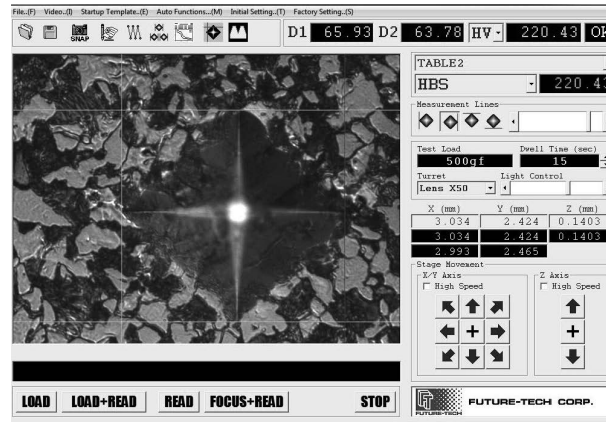 File..(F) Video..(I) Startup Template..(E) Auto Functions...(M) Initial Setting..(T) Factory Setting..(S)
SNAP
D1 65.93 D2 63.78 HV 220.43 OK
TABLE2
HBS 220.43
Measurement Lines
Test Load Dwell Time (sec)
500gf 15
Turret Light Control
Lens X50
X (mm) Y (mm) Z (mm)
3.034 2.424 0.1403
3.034 2.424 0.1403
2.993 2.465
Stage Movement
X/Y Axis Z Axis
High Speed High Speed
LOAD LOAD+READ READ FOCUS+READ STOP
FUTURE-TECH FUTURE-TECH CORP.